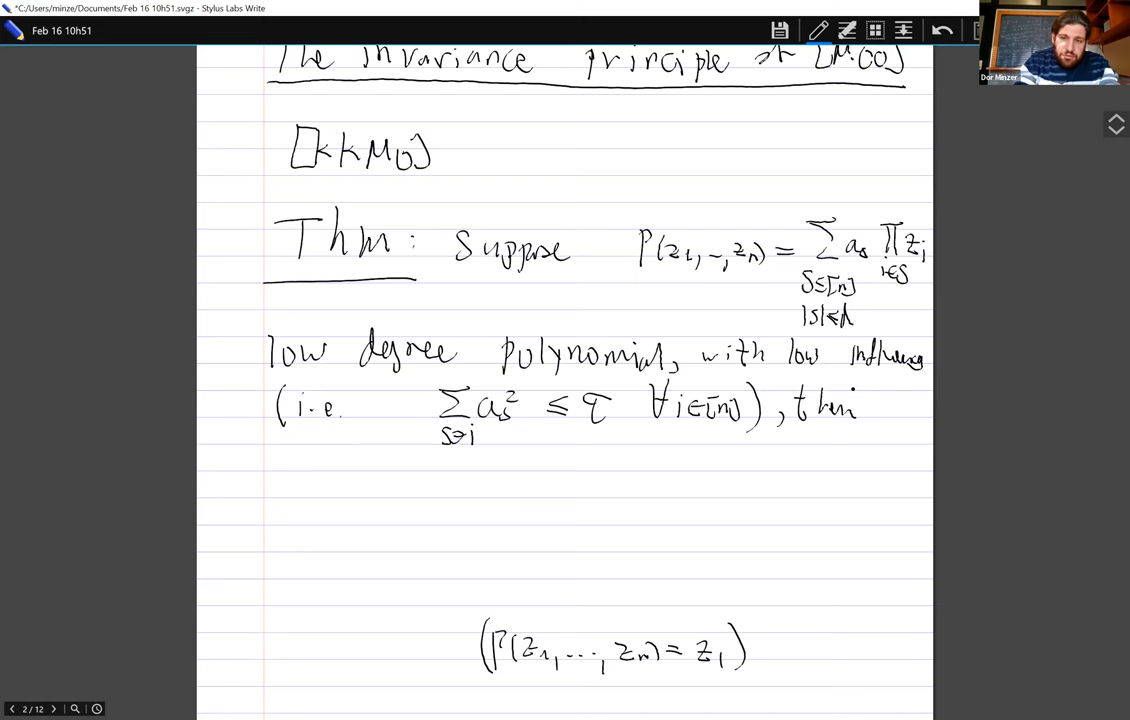 *C:/Users/minze/Documents/Feb 16 10h51.svgz - Stylus Labs Write
Feb 16 10h51
Dor Minzer
The invariance principle of [MOO]
[KKMO]
Thm: Suppose P(z₁, ~, zₙ) = Σ aₛ Π zᵢ
S⊆[n] i∈S
|S|≤d
low degree polynomial, with low influences
(i.e. Σ aₛ² ≤ τ ∀i∈[n]), then
S∋i
(P(z₁, ..., zₙ) = z₁)
2 / 12